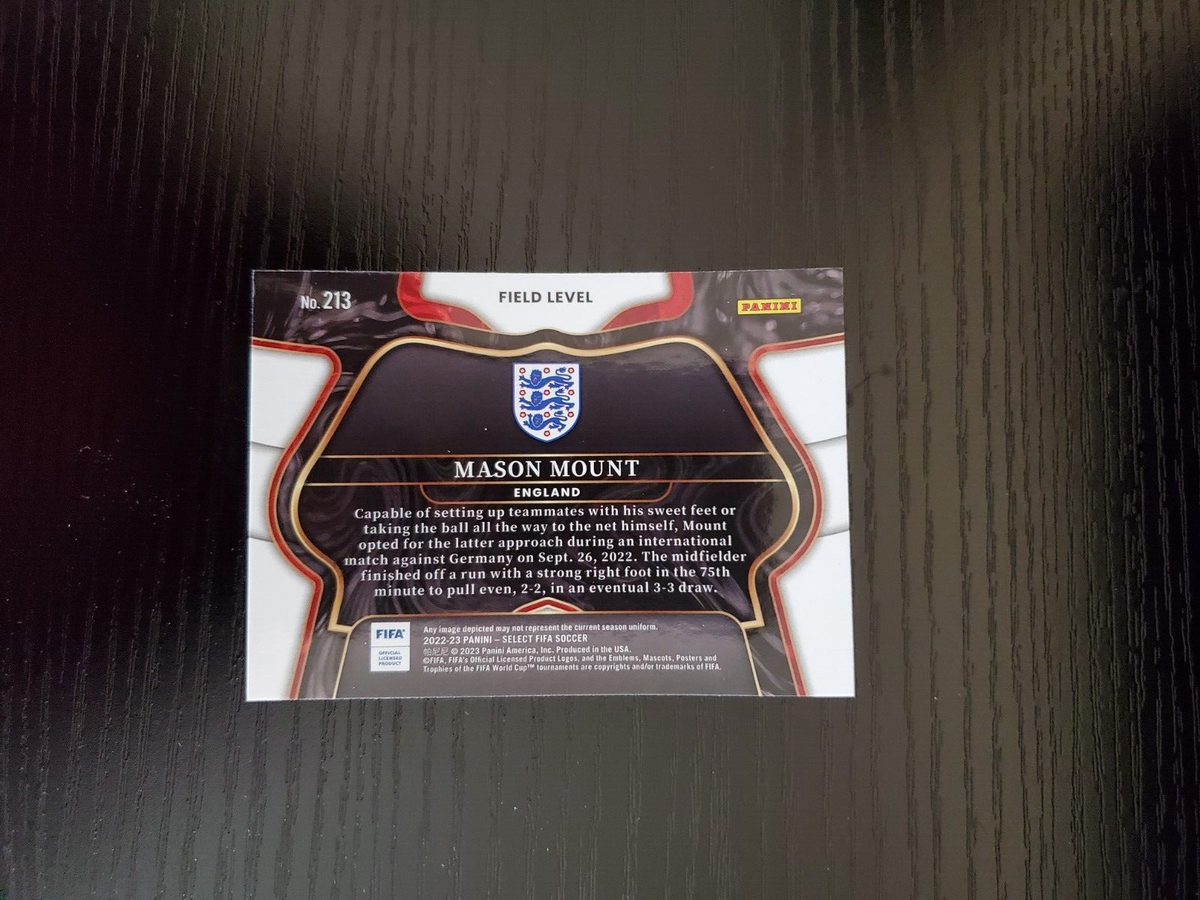 No. 213
FIELD LEVEL
PANINI
MASON MOUNT
ENGLAND
Capable of setting up teammates with his sweet feet or
taking the ball all the way to the net himself, Mount
opted for the latter approach during an international
match against Germany on Sept. 26, 2022. The midfielder
finished off a run with a strong right foot in the 75th
minute to pull even, 2-2, in an eventual 3-3 draw.
FIFA®
OFFICIAL
LICENSED
PRODUCT
Any image depicted may not represent the current season uniform.
2022-23 PANINI – SELECT FIFA SOCCER
帕尼尼 © 2023 Panini America, Inc. Produced in the USA.
©FIFA, FIFA's Official Licensed Product Logos, and the Emblems, Mascots, Posters and
Trophies of the FIFA World Cup™ tournaments are copyrights and/or trademarks of FIFA.